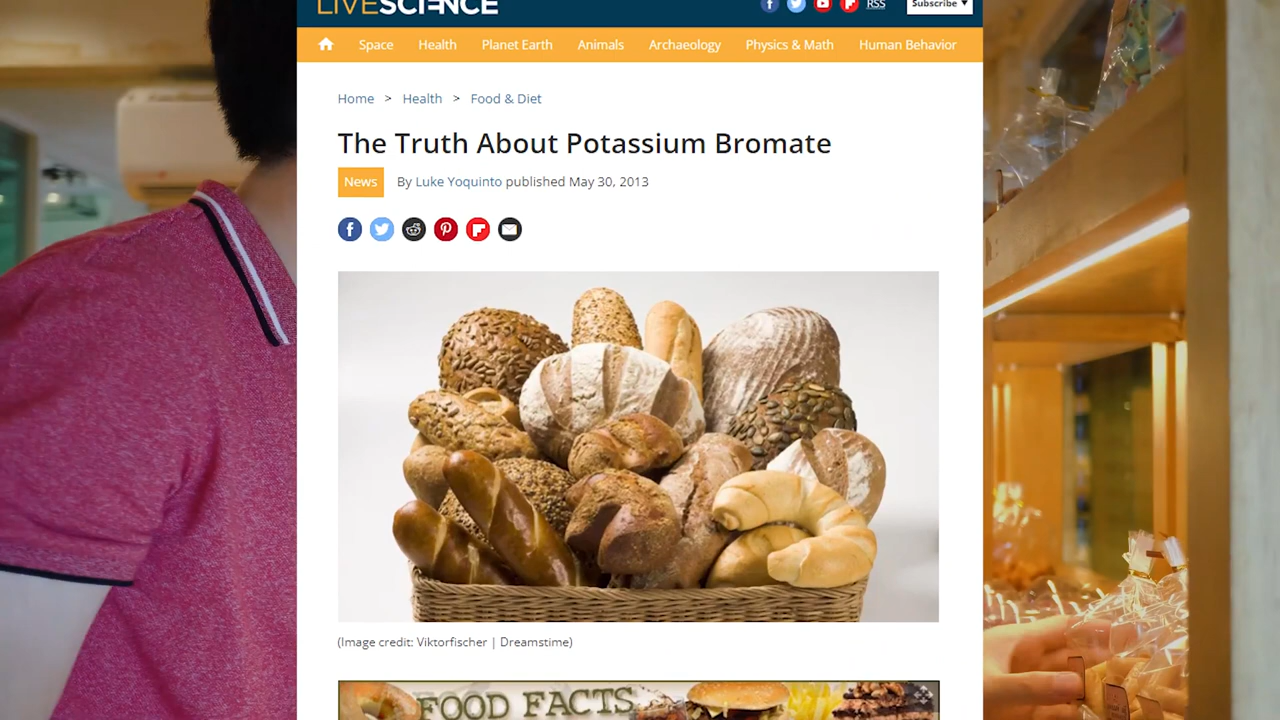 LIVESCIENCE
RSS
Subscribe ▼
Space Health Planet Earth Animals Archaeology Physics & Math Human Behavior
Home > Health > Food & Diet
The Truth About Potassium Bromate
News By Luke Yoquinto published May 30, 2013
(Image credit: Viktorfischer | Dreamstime)
FOOD FACTS